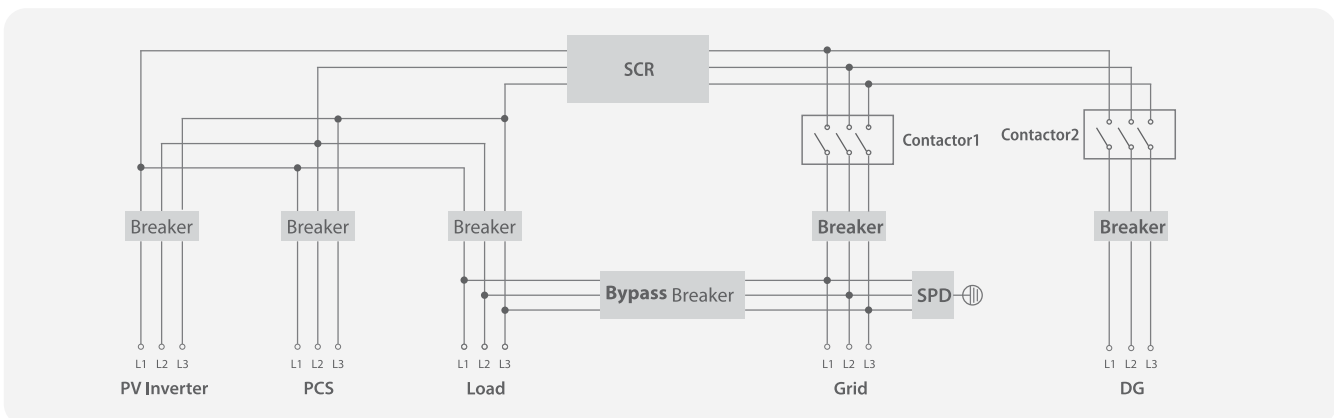 SCR
Contactor1
Contactor2
Breaker
Breaker
Breaker
Breaker
Breaker
Bypass Breaker
SPD
L1 L2 L3
L1 L2 L3
L1 L2 L3
L1 L2 L3
L1 L2 L3
PV Inverter
PCS
Load
Grid
DG